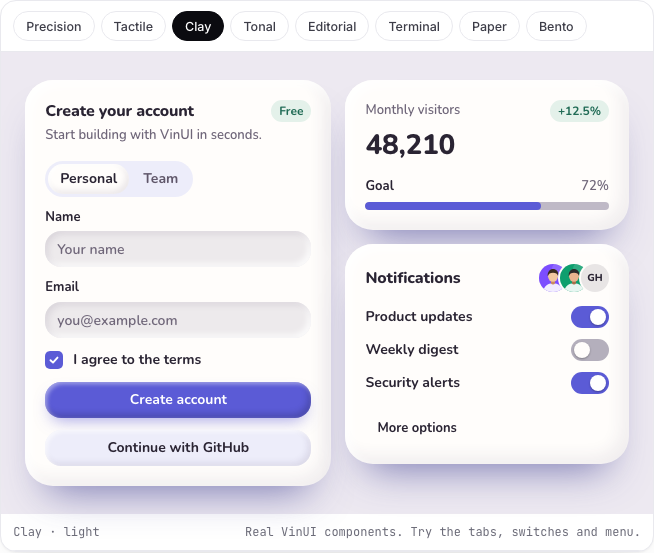 Precision Tactile Clay Tonal Editorial Terminal Paper Bento
Create your account Free
Start building with VinUI in seconds.
Personal Team
Name
Your name
Email
you@example.com
I agree to the terms
Create account
Continue with GitHub
Monthly visitors +12.5%
48,210
Goal 72%
Notifications GH
Product updates
Weekly digest
Security alerts
More options
Clay · light Real VinUI components. Try the tabs, switches and menu.